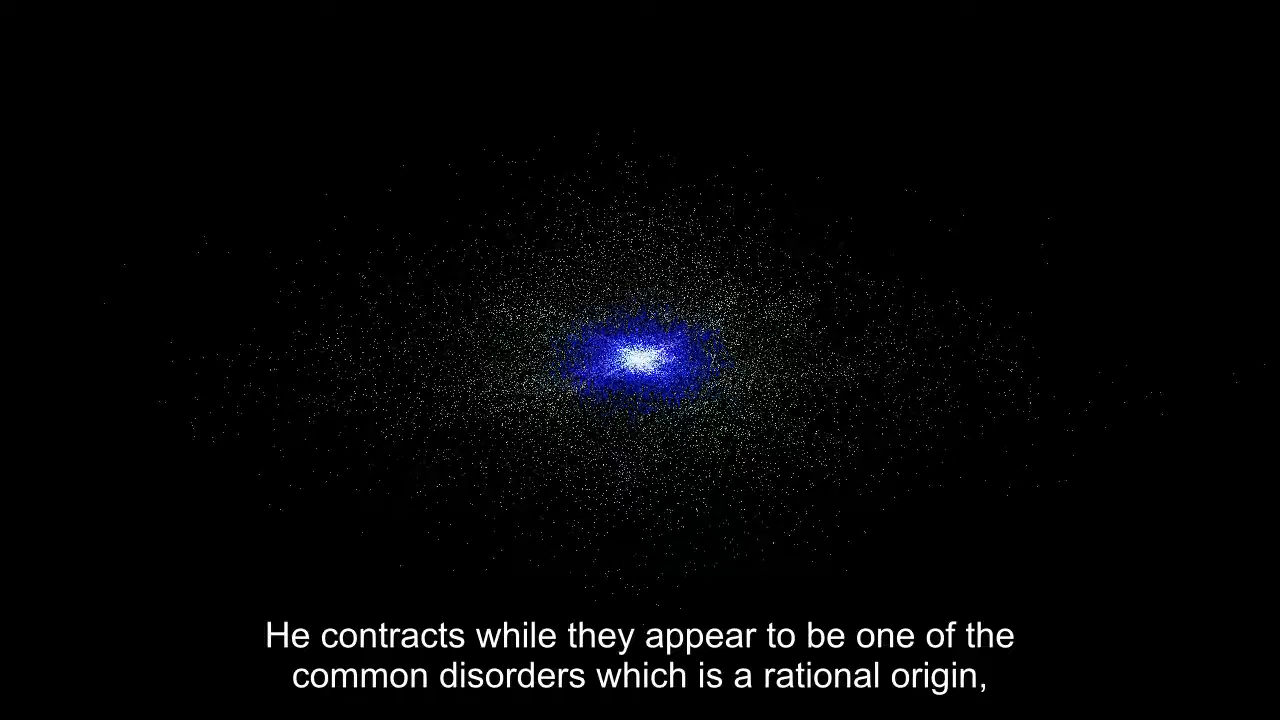 He contracts while they appear to be one of the
common disorders which is a rational origin,